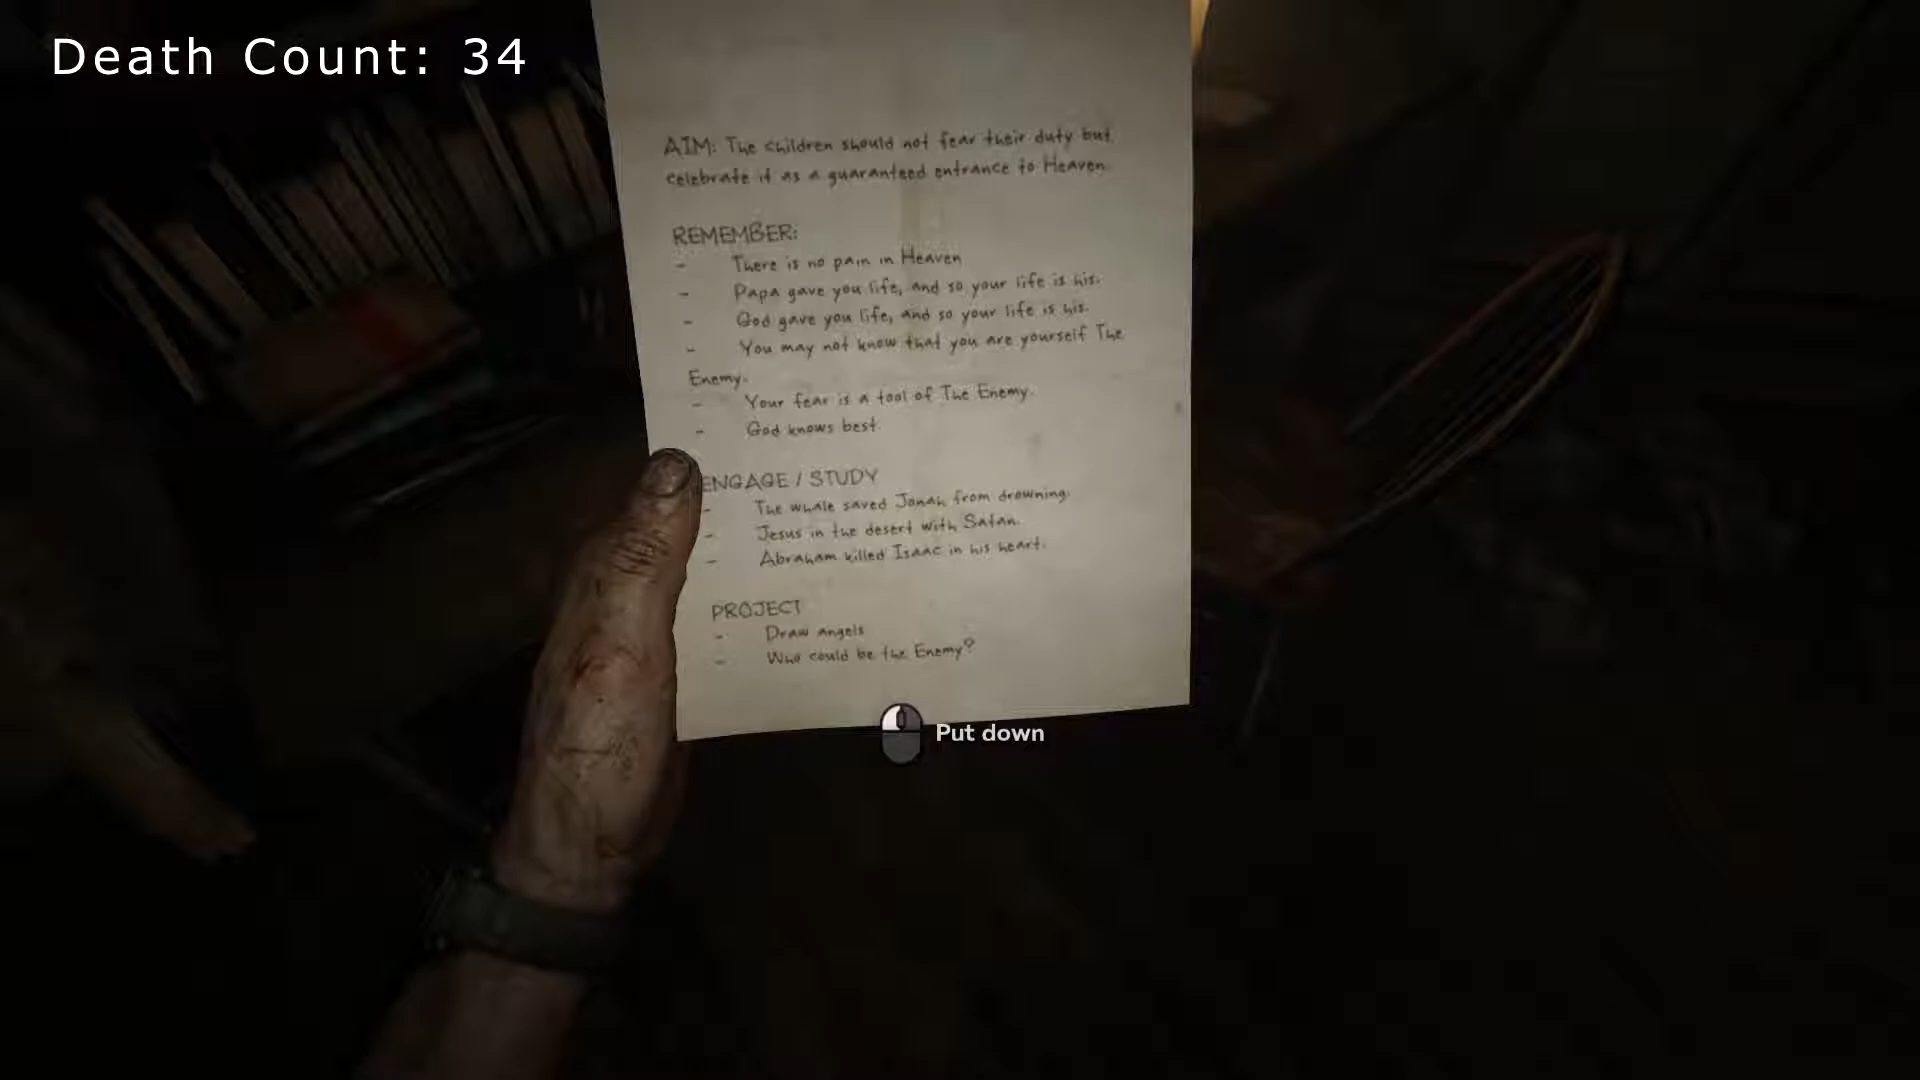 Death Count: 34
AIM: The children should not fear their duty but
celebrate it as a guaranteed entrance to Heaven.
REMEMBER:
- There is no pain in Heaven
- Papa gave you life, and so your life is his.
- God gave you life, and so your life is his.
- You may not know that you are yourself The
Enemy.
- Your fear is a tool of The Enemy.
- God knows best.
ENGAGE / STUDY
- The whale saved Jonah from drowning.
- Jesus in the desert with Satan.
- Abraham killed Isaac in his heart.
PROJECT
- Draw angels
- Who could be the Enemy?
Put down